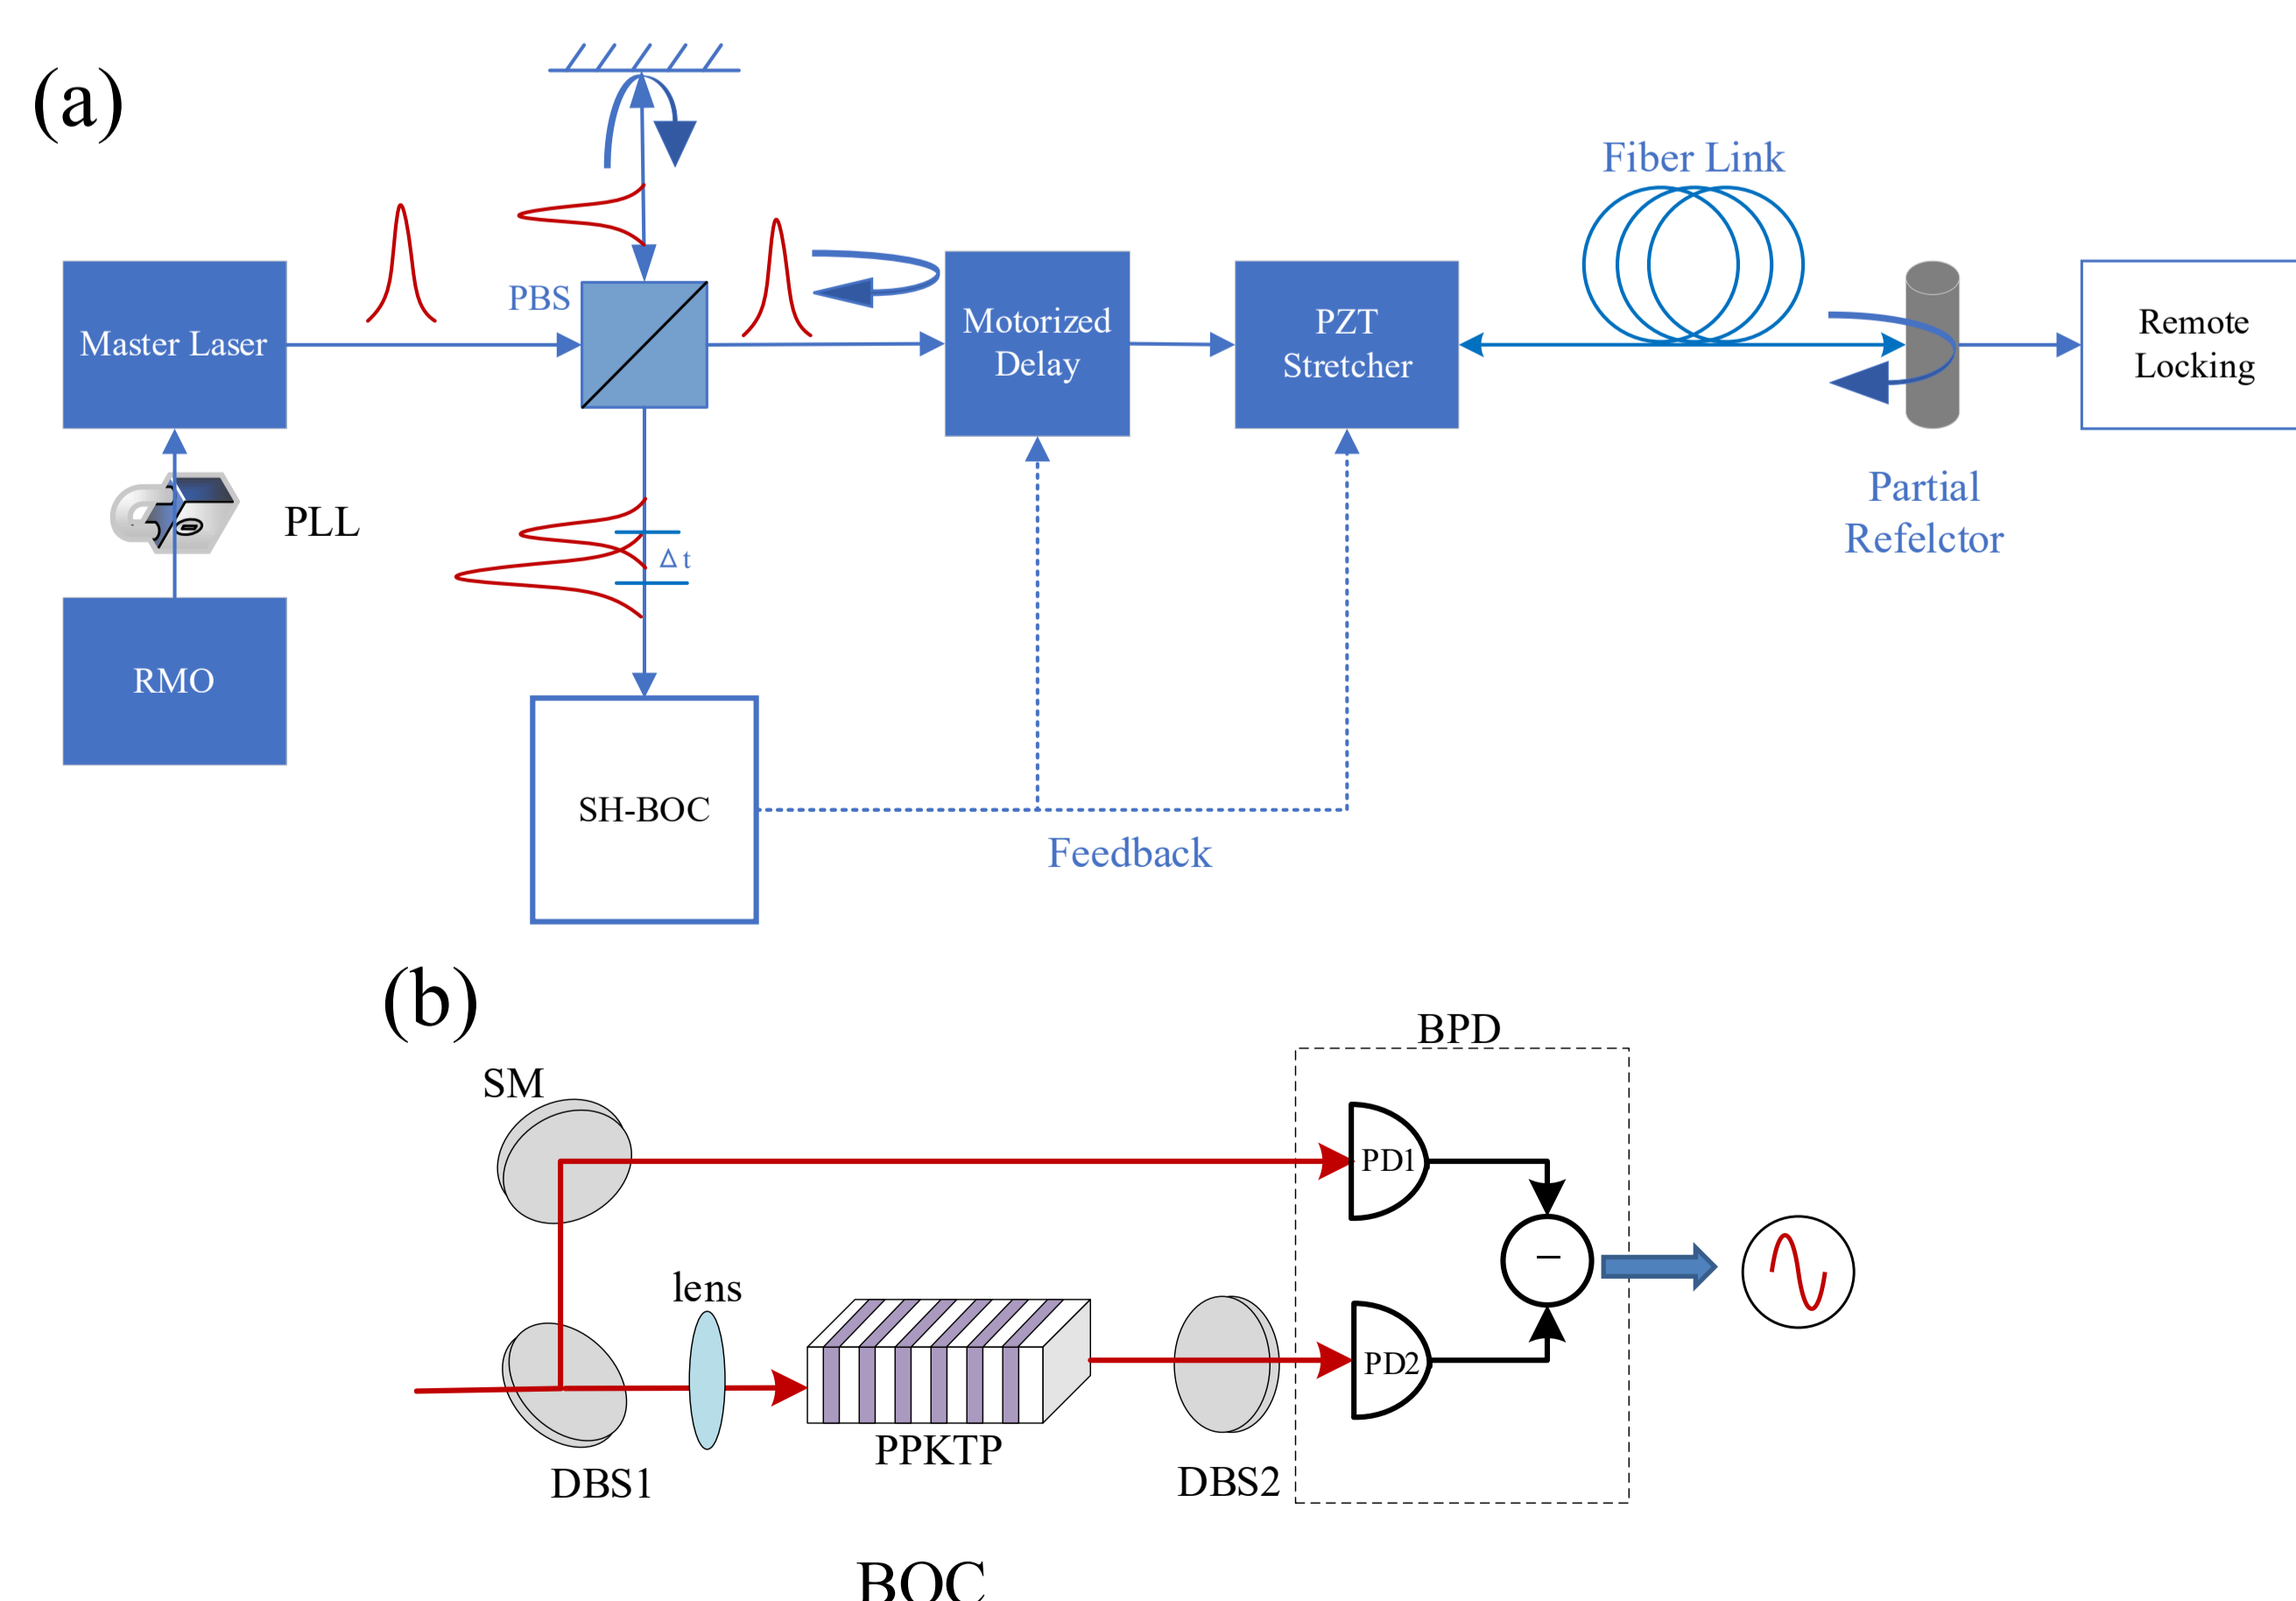 (a)
Fiber Link
PBS
Master Laser
Motorized
Delay
PZT
Stretcher
Remote
Locking
PLL
Partial
Refelctor
Δ t
RMO
SH-BOC
Feedback
(b)
BPD
SM
PD1
lens
−
PD2
PPKTP
DBS1
DBS2
BOC